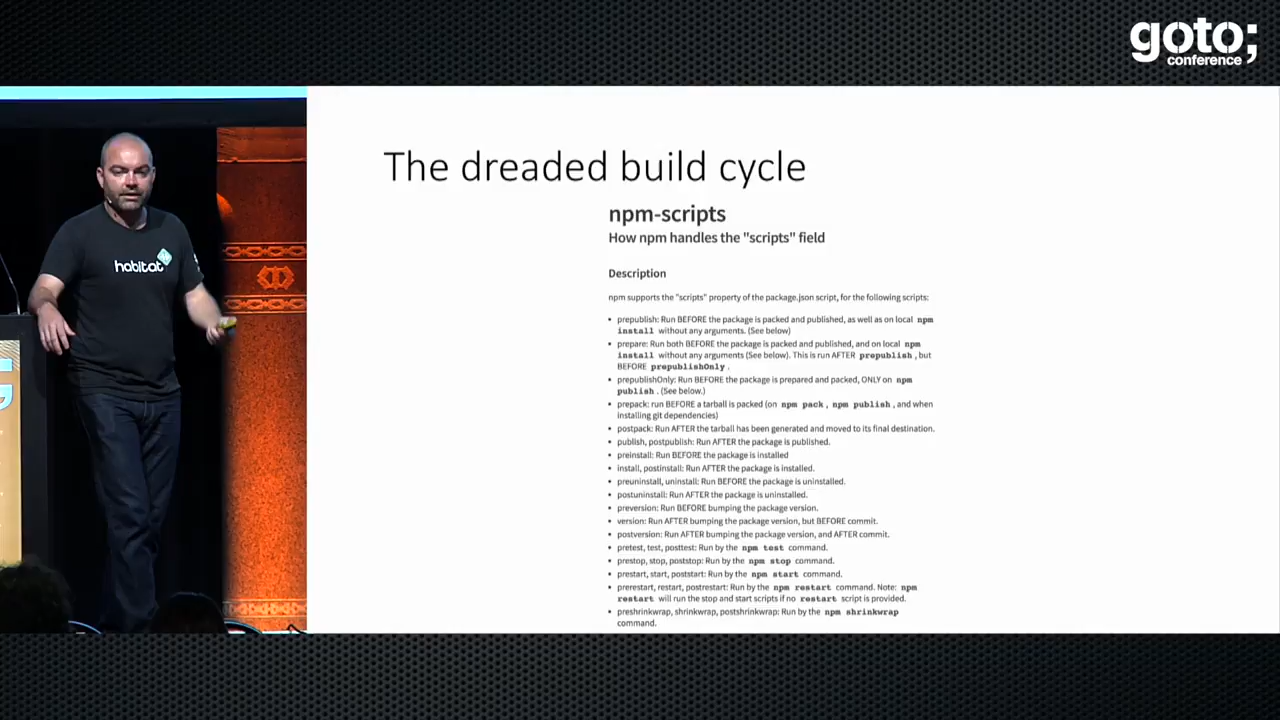 goto;
conference
habitat
The dreaded build cycle
npm-scripts
How npm handles the "scripts" field
Description
npm supports the "scripts" property of the package.json script, for the following scripts:
• prepublish: Run BEFORE the package is packed and published, as well as on local npm
install without any arguments. (See below)
• prepare: Run both BEFORE the package is packed and published, and on local npm
install without any arguments (See below). This is run AFTER prepublish, but
BEFORE prepublishOnly.
• prepublishOnly: Run BEFORE the package is prepared and packed, ONLY on npm
publish. (See below.)
• prepack: run BEFORE a tarball is packed (on npm pack, npm publish, and when
installing git dependencies)
• postpack: Run AFTER the tarball has been generated and moved to its final destination.
• publish, postpublish: Run AFTER the package is published.
• preinstall: Run BEFORE the package is installed
• install, postinstall: Run AFTER the package is installed.
• preuninstall, uninstall: Run BEFORE the package is uninstalled.
• postuninstall: Run AFTER the package is uninstalled.
• preversion: Run BEFORE bumping the package version.
• version: Run AFTER bumping the package version, but BEFORE commit.
• postversion: Run AFTER bumping the package version, and AFTER commit.
• pretest, test, posttest: Run by the npm test command.
• prestop, stop, poststop: Run by the npm stop command.
• prestart, start, poststart: Run by the npm start command.
• prerestart, restart, postrestart: Run by the npm restart command. Note: npm
restart will run the stop and start scripts if no restart script is provided.
• preshrinkwrap, shrinkwrap, postshrinkwrap: Run by the npm shrinkwrap
command.